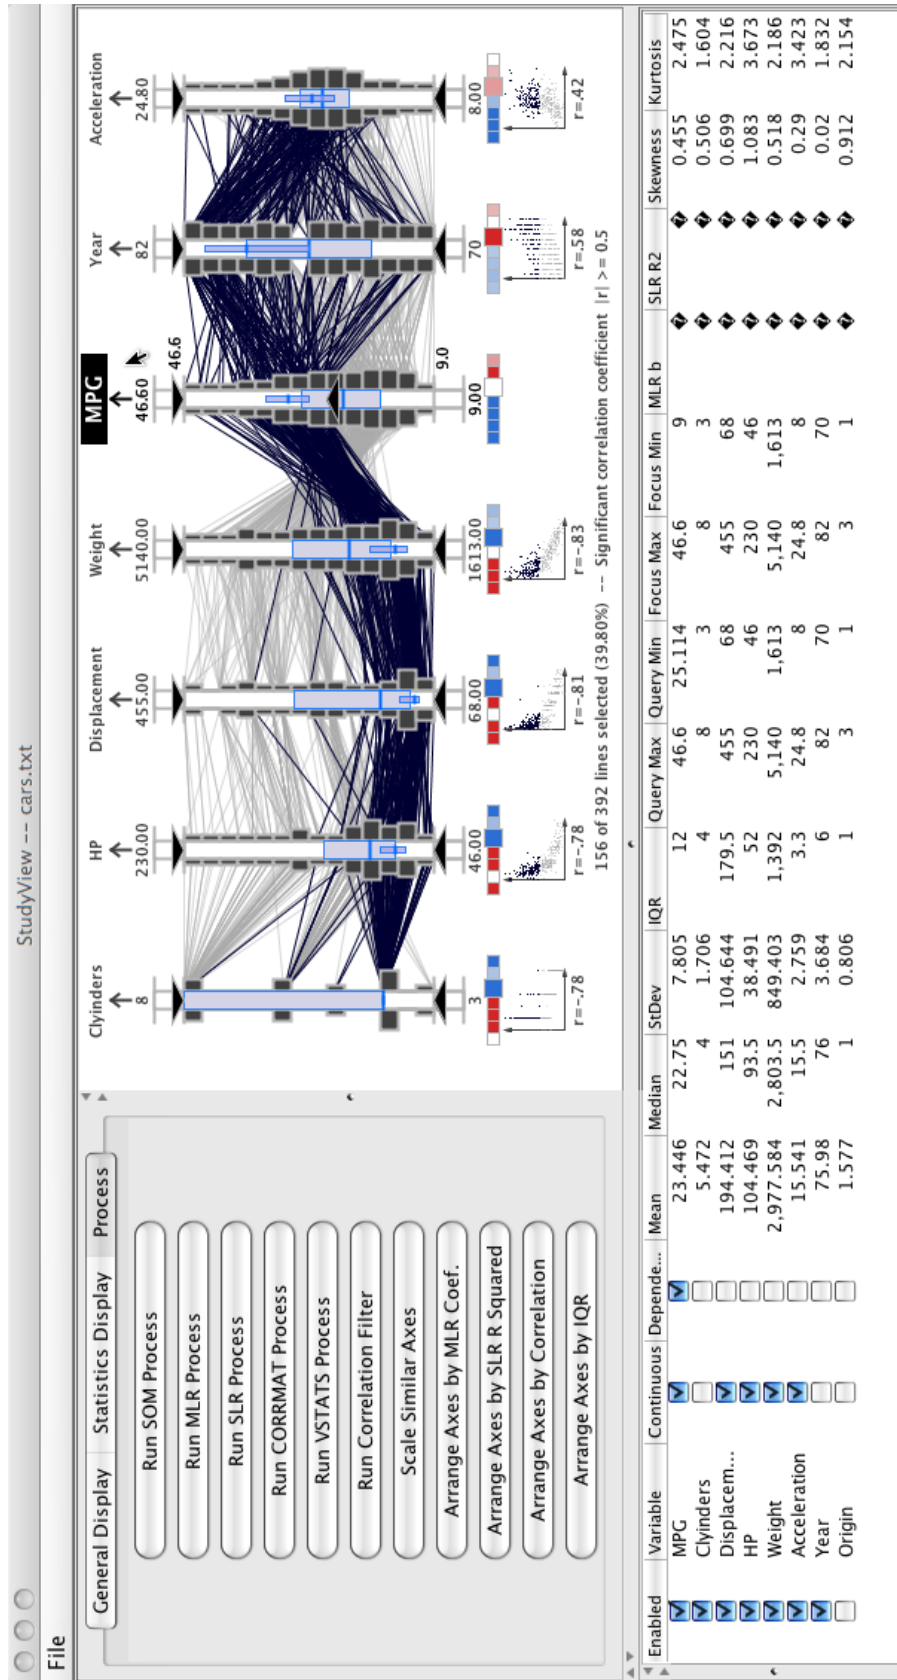 StudyView -- cars.txt
File
General Display Statistics Display Process
Run SOM Process
Run MLR Process
Run SLR Process
Run CORRMAT Process
Run VSTATS Process
Run Correlation Filter
Scale Similar Axes
Arrange Axes by MLR Coef.
Arrange Axes by SLR R Squared
Arrange Axes by Correlation
Arrange Axes by IQR
Clyinders HP Displacement Weight MPG Year Acceleration
8 230.00 455.00 5140.00 46.60 82 24.80
46.6
9.0
3 46.00 68.00 1613.00 9.00 70 8.00
r=-.78 r=-.78 r=-.81 r=-.83 r=.58 r=.42
156 of 392 lines selected (39.80%) -- Significant correlation coefficient |r| >= 0.5
Enabled Variable Continuous Depende... Mean Median StDev IQR Query Max Query Min Focus Max Focus Min MLR b SLR R2 Skewness Kurtosis
MPG 23.446 22.75 7.805 12 46.6 25.114 46.6 9 � � 0.455 2.475
Clyinders 5.472 4 1.706 4 8 3 8 3 � � 0.506 1.604
Displacem... 194.412 151 104.644 179.5 455 68 455 68 � � 0.699 2.216
HP 104.469 93.5 38.491 52 230 46 230 46 � � 1.083 3.673
Weight 2,977.584 2,803.5 849.403 1,392 5,140 1,613 5,140 1,613 � � 0.518 2.186
Acceleration 15.541 15.5 2.759 3.3 24.8 8 24.8 8 � � 0.29 3.423
Year 75.98 76 3.684 6 82 70 82 70 � � 0.02 1.832
Origin 1.577 1 0.806 1 3 1 3 1 � � 0.912 2.154